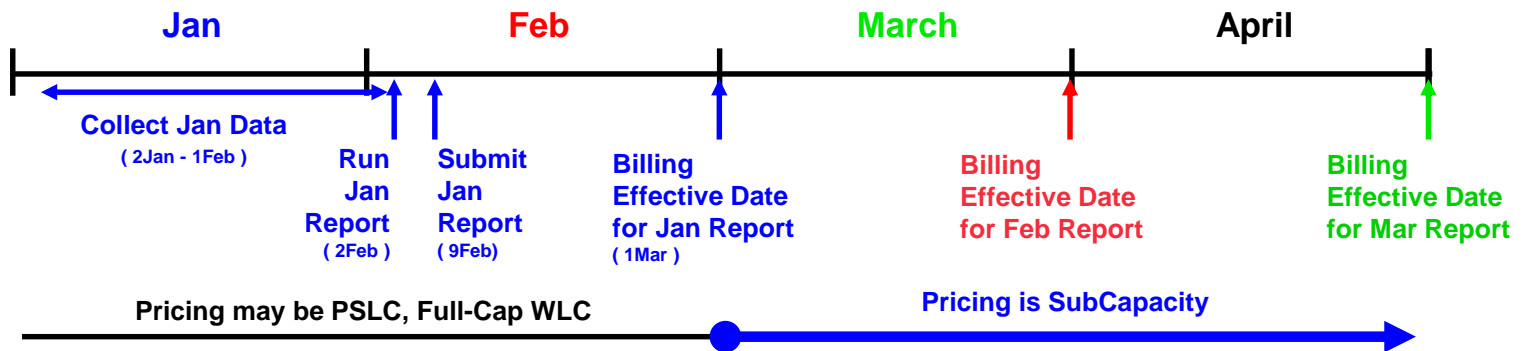 Jan Feb March April
Collect Jan Data
( 2Jan - 1Feb )
Run
Jan
Report
( 2Feb )
Submit
Jan
Report
( 9Feb)
Billing
Effective Date
for Jan Report
( 1Mar )
Billing
Effective Date
for Feb Report
Billing
Effective Date
for Mar Report
Pricing may be PSLC, Full-Cap WLC
Pricing is SubCapacity